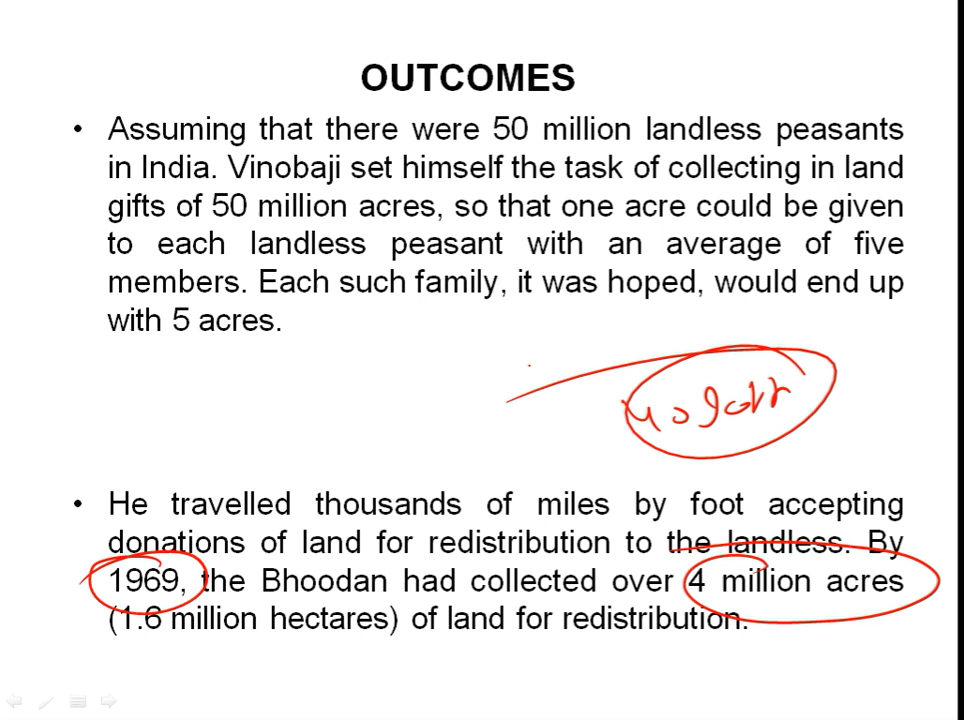 OUTCOMES
• Assuming that there were 50 million landless peasants
in India. Vinobaji set himself the task of collecting in land
gifts of 50 million acres, so that one acre could be given
to each landless peasant with an average of five
members. Each such family, it was hoped, would end up
with 5 acres.
• He travelled thousands of miles by foot accepting
donations of land for redistribution to the landless. By
1969, the Bhoodan had collected over 4 million acres
(1.6 million hectares) of land for redistribution.